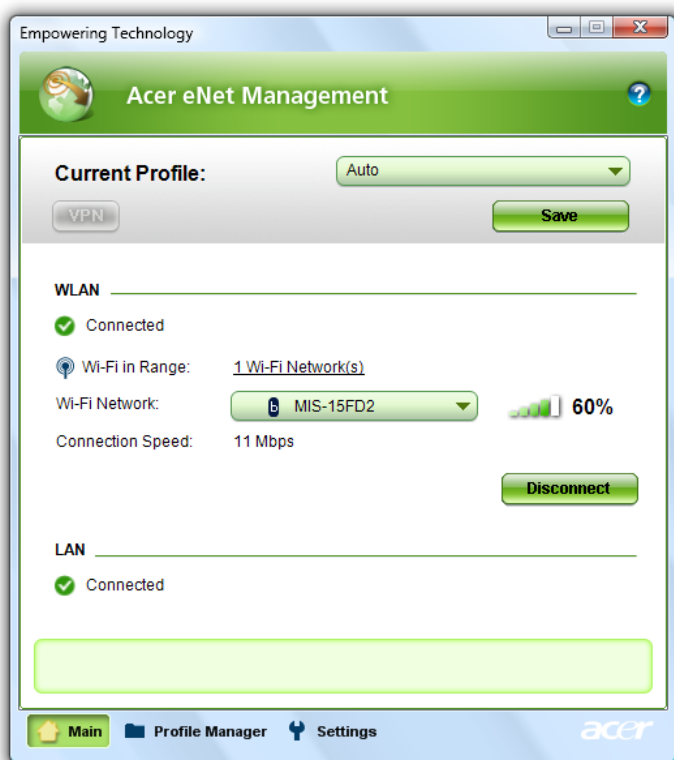 Empowering Technology
Acer eNet Management
?
Current Profile:
Auto
VPN
Save
WLAN
Connected
Wi-Fi in Range:
1 Wi-Fi Network(s)
Wi-Fi Network:
b MIS-15FD2
60%
Connection Speed:
11 Mbps
Disconnect
LAN
Connected
Main
Profile Manager
Settings
acer